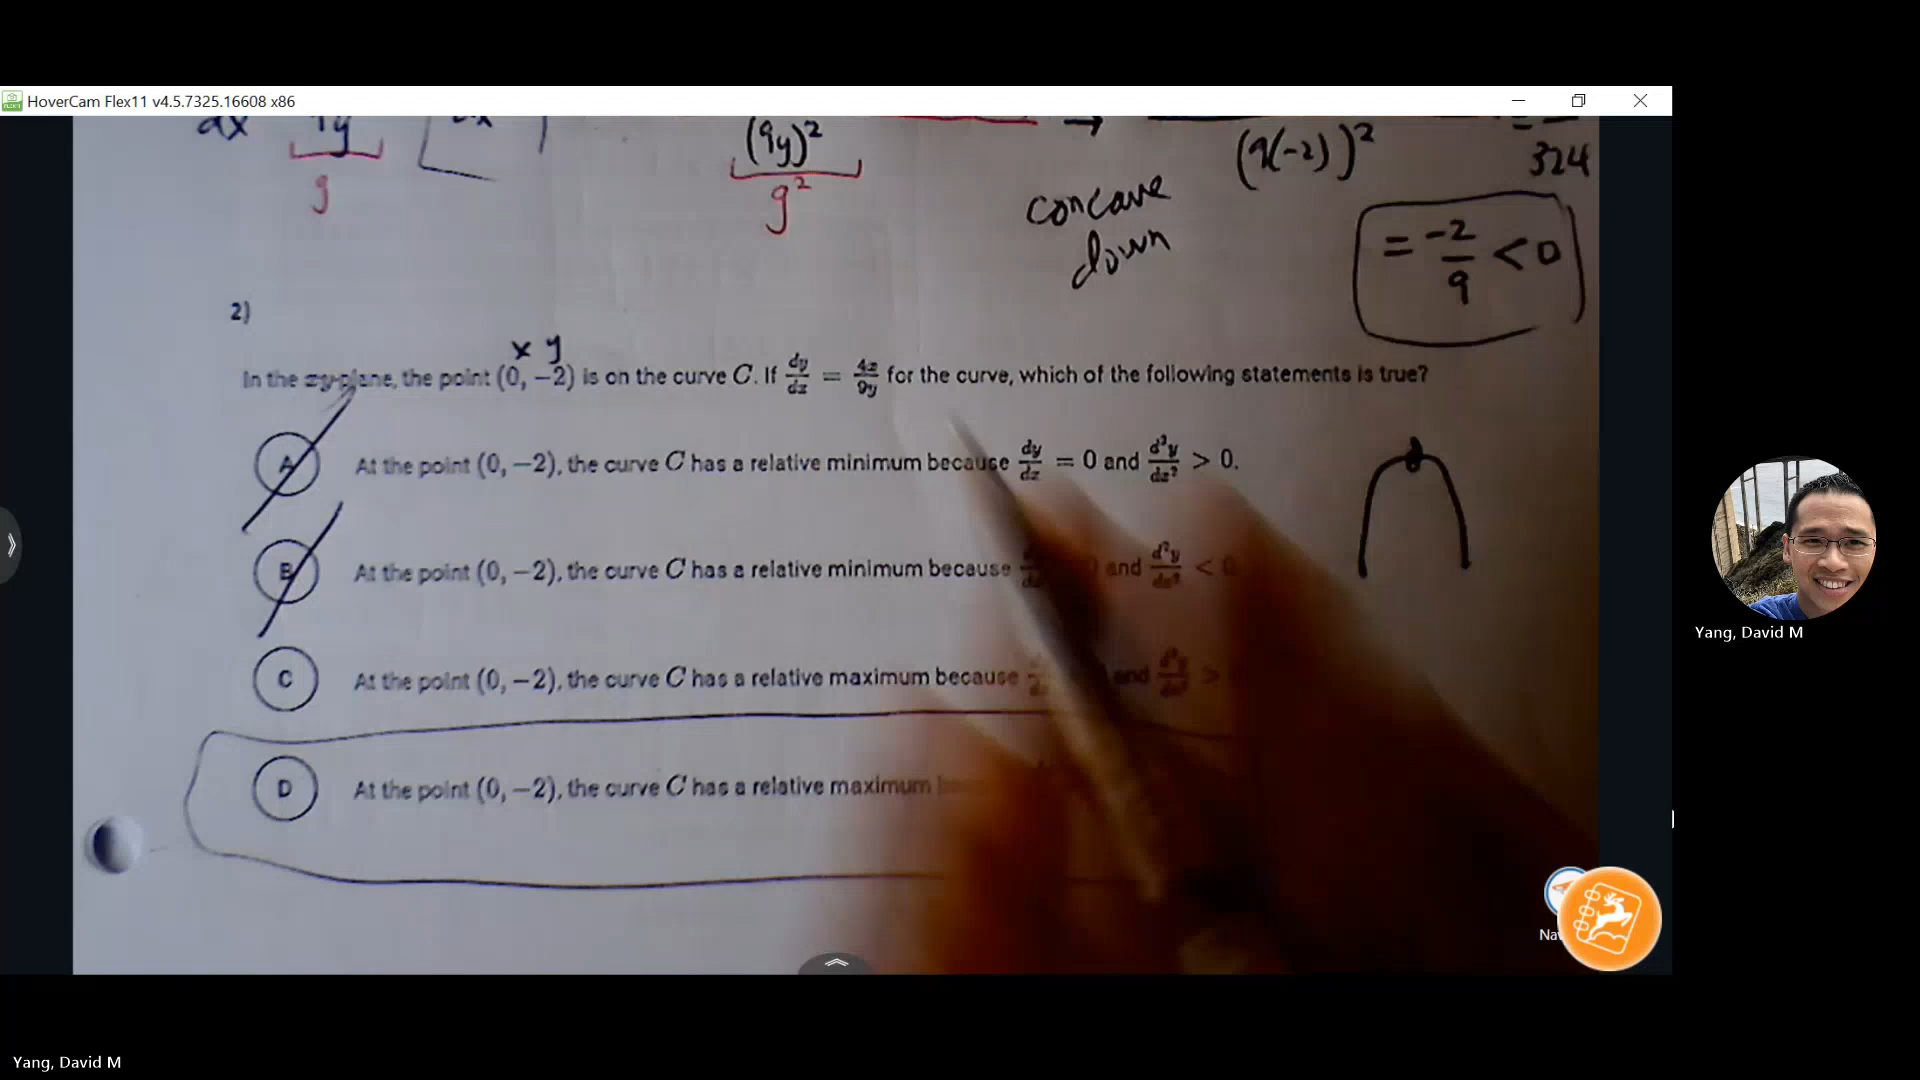 HoverCam Flex11 v4.5.7325.16608 x86
dx 9y
(9y)²
→
(9(-2))²
324
g
g²
concave
down
= -2/9 < 0
2)
x y
In the xy-plane, the point (0, −2) is on the curve C. If dy/dx = 4x/9y for the curve, which of the following statements is true?
A At the point (0, −2), the curve C has a relative minimum because dy/dx = 0 and d²y/dx² > 0.
B At the point (0, −2), the curve C has a relative minimum because and d²y/dx² < 0
C At the point (0, −2), the curve C has a relative maximum because and d²y/dx² >
D At the point (0, −2), the curve C has a relative maximum
Yang, David M
Yang, David M